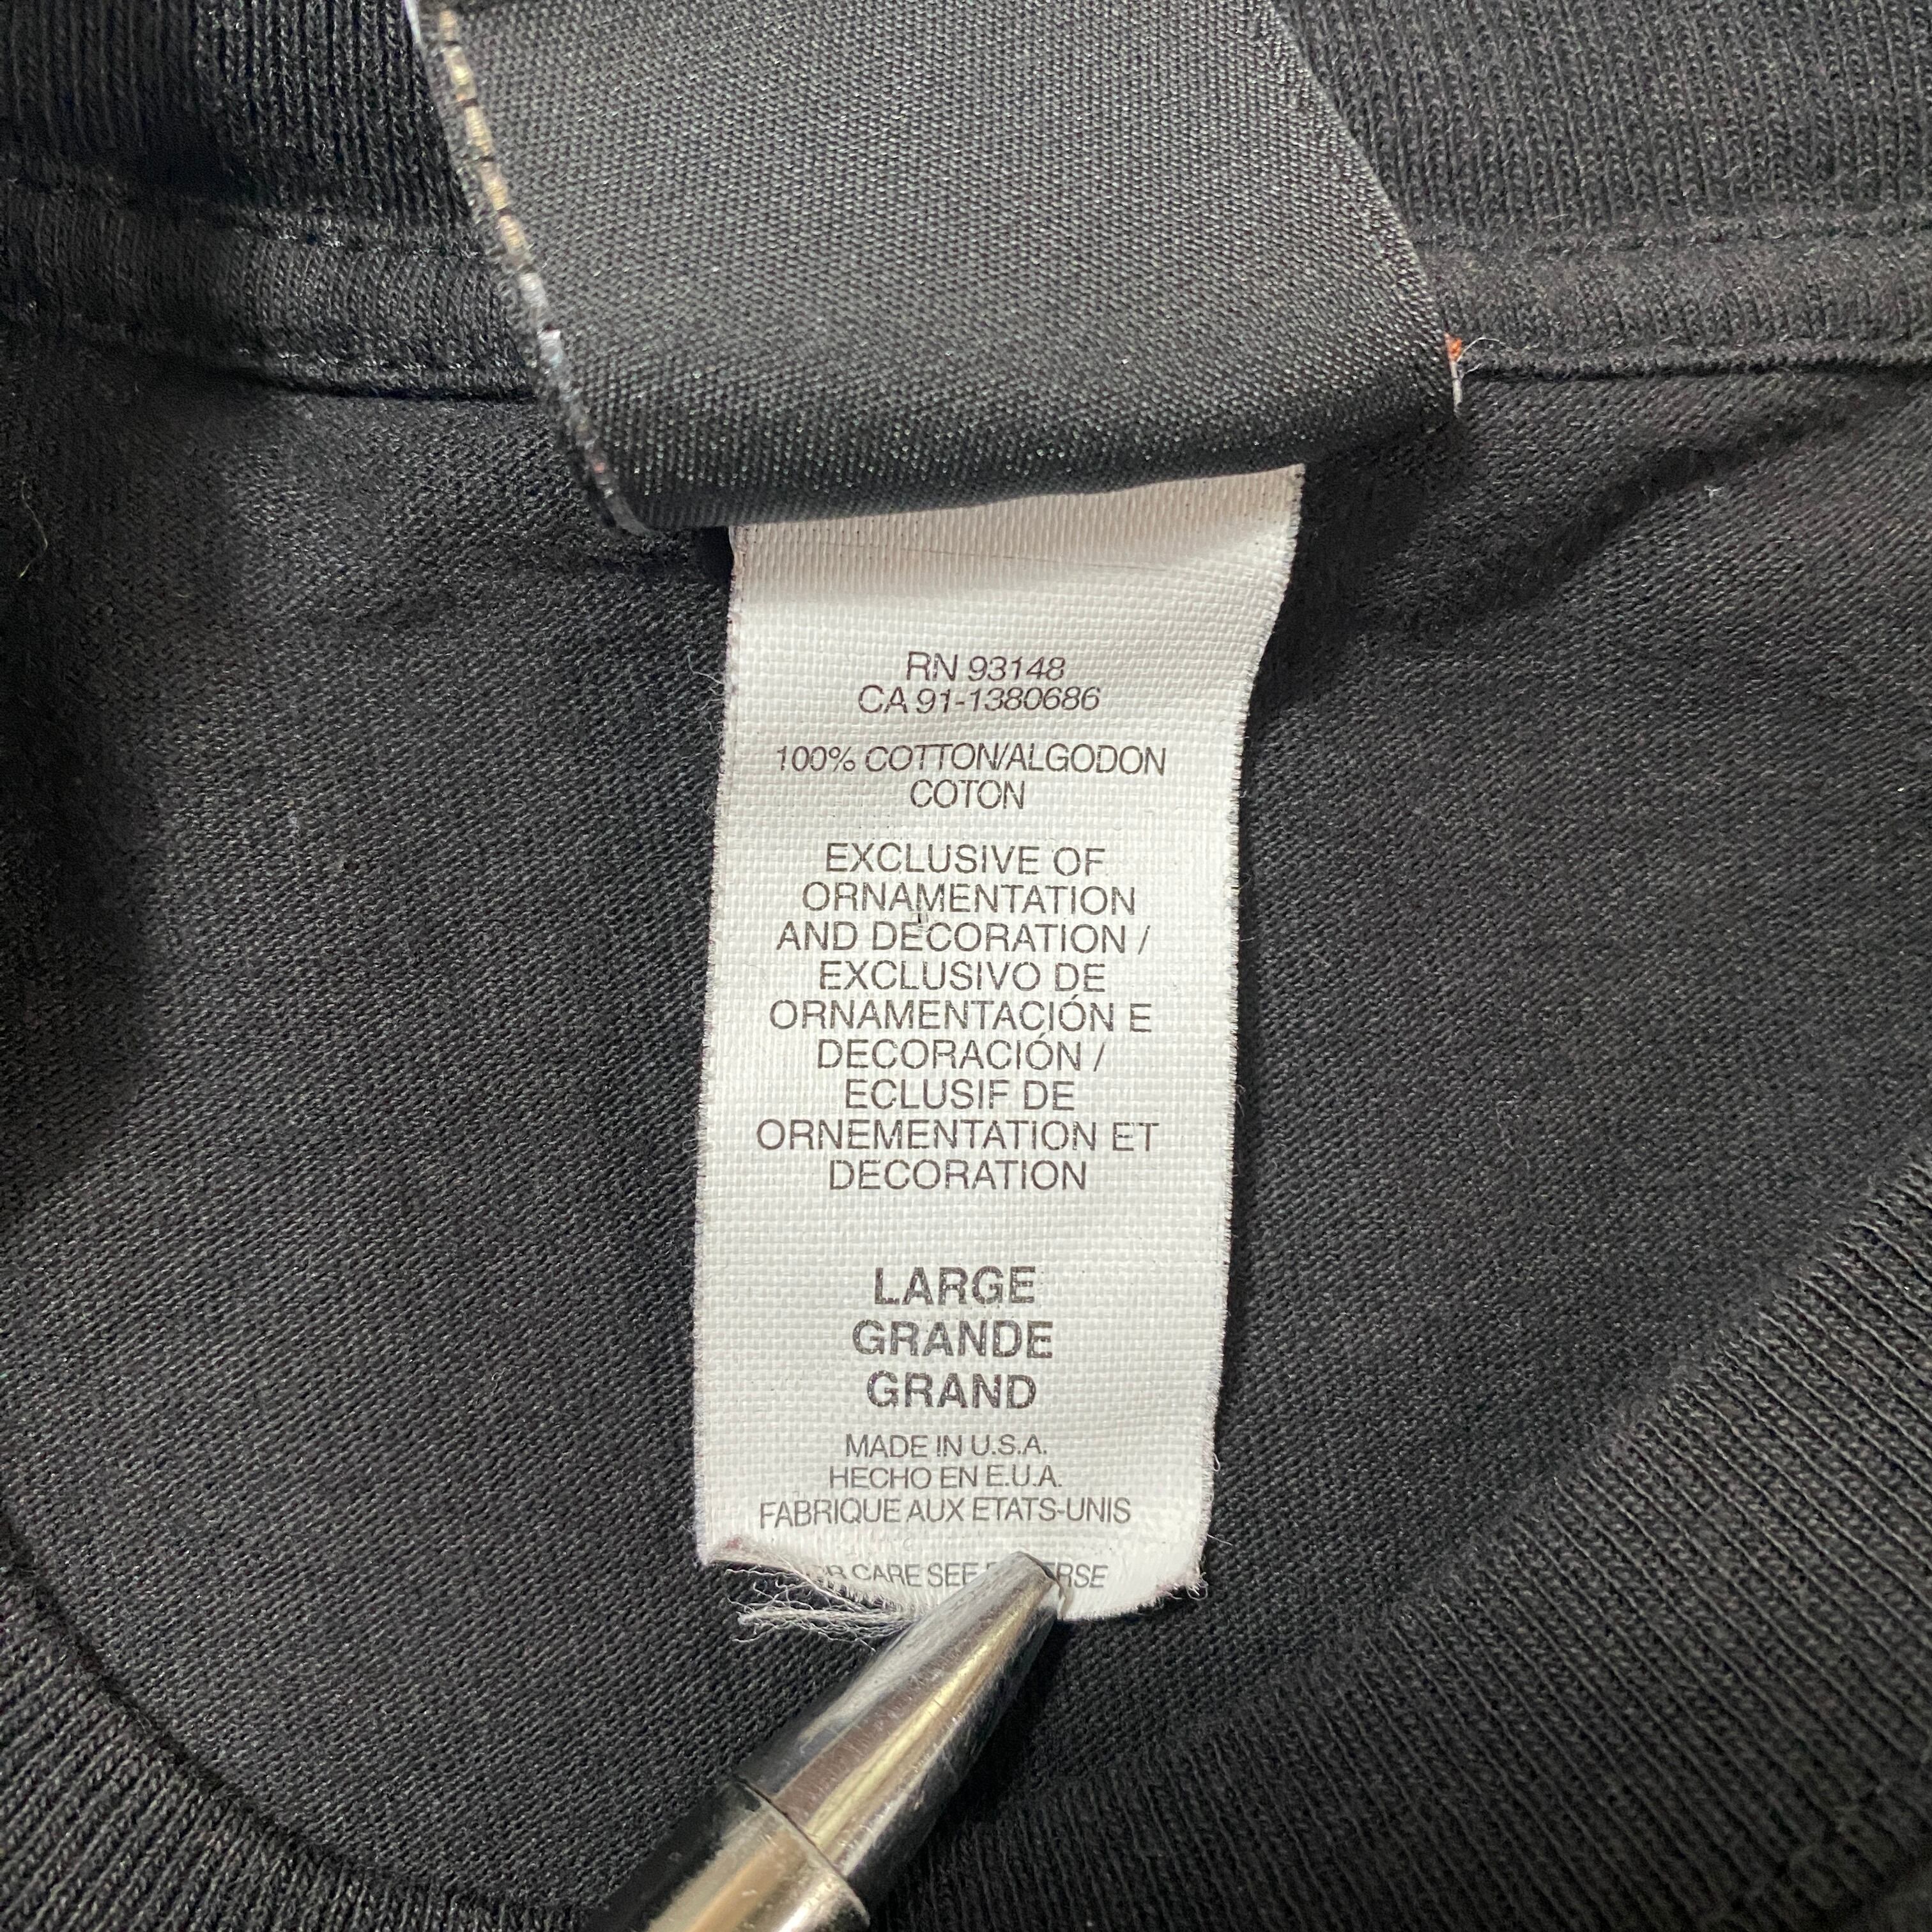 RN 93148
CA 91-1380686
100% COTTON/ALGODON
COTON
EXCLUSIVE OF
ORNAMENTATION
AND DECORATION /
EXCLUSIVO DE
ORNAMENTACIÓN E
DECORACIÓN /
ECLUSIF DE
ORNEMENTATION ET
DECORATION
LARGE
GRANDE
GRAND
MADE IN U.S.A.
HECHO EN E.U.A.
FABRIQUE AUX ETATS-UNIS
CARE SEE